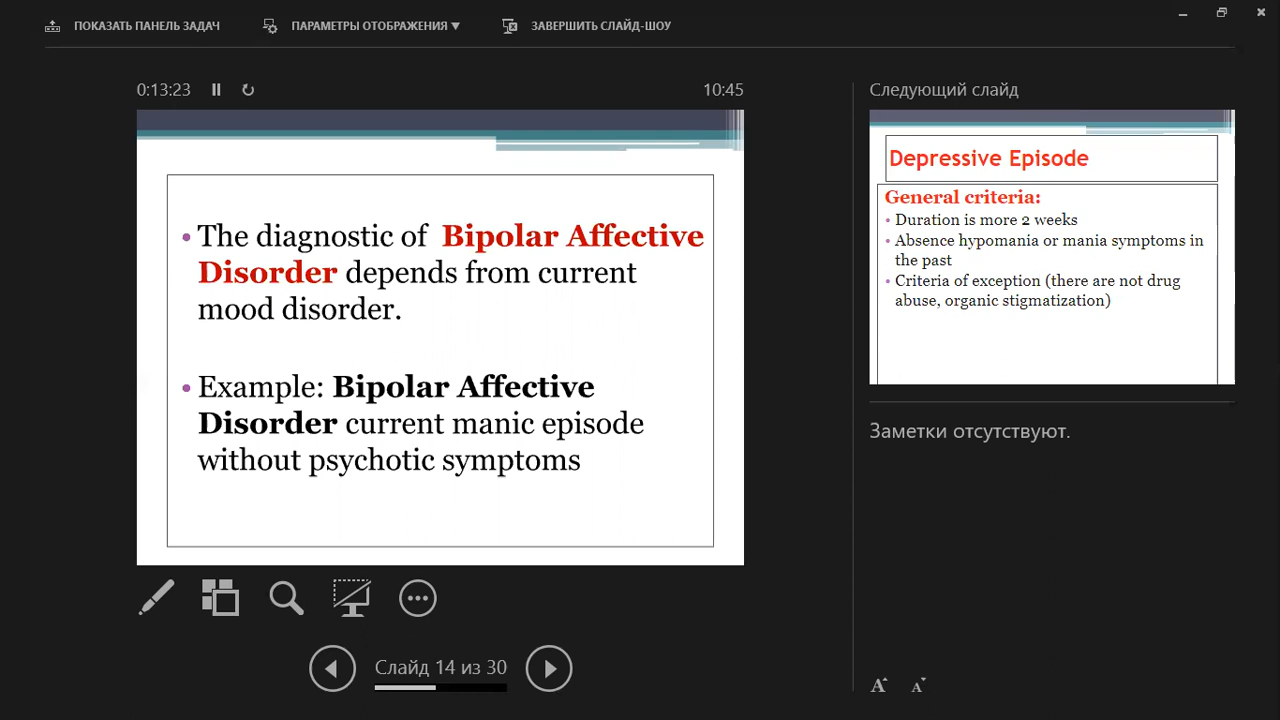 ПОКАЗАТЬ ПАНЕЛЬ ЗАДАЧ
ПАРАМЕТРЫ ОТОБРАЖЕНИЯ
ЗАВЕРШИТЬ СЛАЙД-ШОУ
0:13:23
10:45
• The diagnostic of Bipolar Affective
Disorder depends from current
mood disorder.
• Example: Bipolar Affective
Disorder current manic episode
without psychotic symptoms
Слайд 14 из 30
Следующий слайд
Depressive Episode
General criteria:
• Duration is more 2 weeks
• Absence hypomania or mania symptoms in
the past
• Criteria of exception (there are not drug
abuse, organic stigmatization)
Заметки отсутствуют.
A A